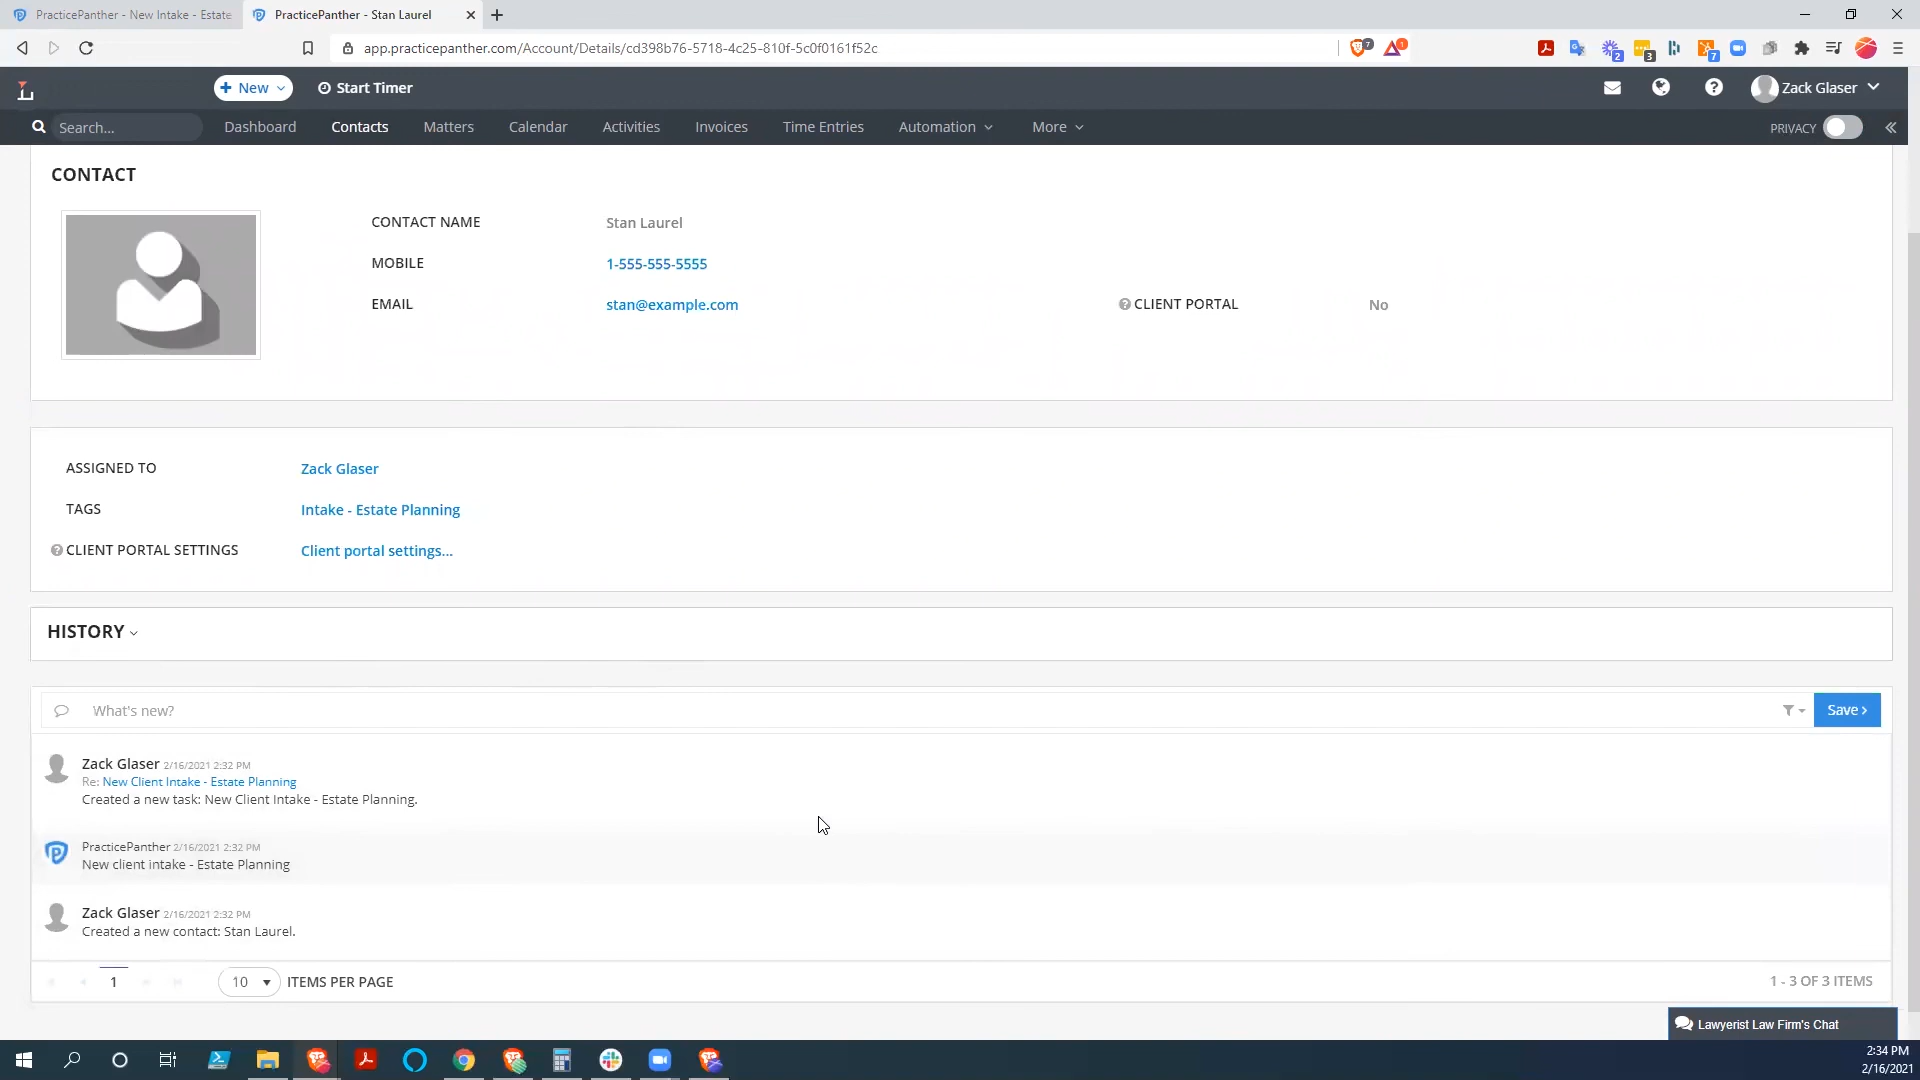 PracticePanther - New Intake - Estate
PracticePanther - Stan Laurel
app.practicepanther.com/Account/Details/cd398b76-5718-4c25-810f-5c0f0161f52c
7
1
2
3
7
New
Start Timer
Zack Glaser
Search...
Dashboard
Contacts
Matters
Calendar
Activities
Invoices
Time Entries
Automation
More
PRIVACY
CONTACT
CONTACT NAME
Stan Laurel
MOBILE
1-555-555-5555
EMAIL
stan@example.com
CLIENT PORTAL
No
ASSIGNED TO
Zack Glaser
TAGS
Intake - Estate Planning
CLIENT PORTAL SETTINGS
Client portal settings...
HISTORY
What's new?
Save
Zack Glaser 2/16/2021 2:32 PM
Re: New Client Intake - Estate Planning
Created a new task: New Client Intake - Estate Planning.
PracticePanther 2/16/2021 2:32 PM
New client intake - Estate Planning
Zack Glaser 2/16/2021 2:32 PM
Created a new contact: Stan Laurel.
1
10
ITEMS PER PAGE
1 - 3 OF 3 ITEMS
Lawyerist Law Firm's Chat
2:34 PM
2/16/2021